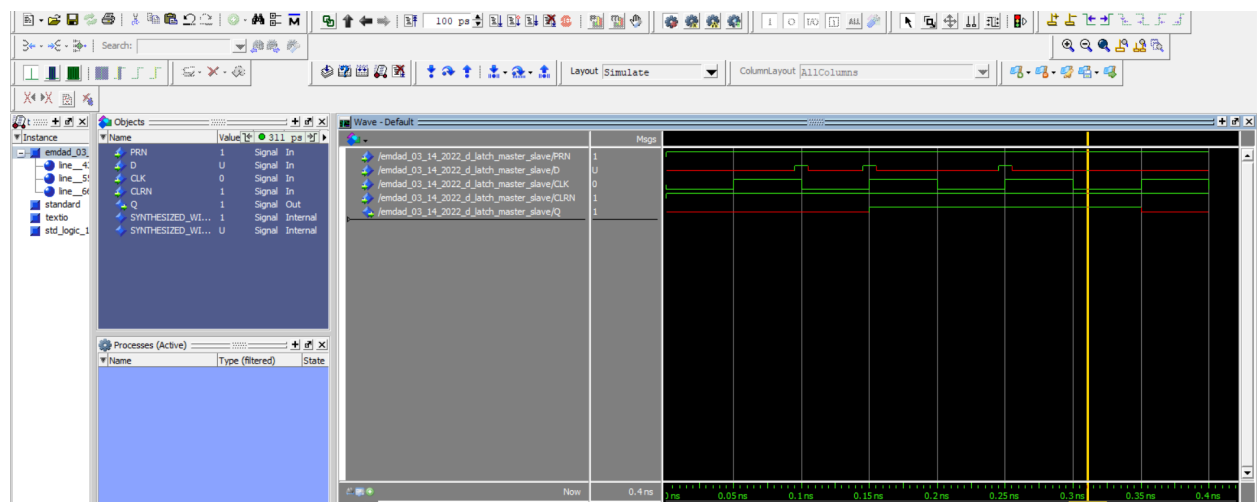 100 ps
Search:
Layout Simulate
ColumnLayout AllColumns
Instance
emdad_03_
line__43
line__55
line__66
standard
textio
std_logic_1
Objects
Name Value 311 ps
PRN 1 Signal In
D U Signal In
CLK 0 Signal In
CLRN 1 Signal In
Q 1 Signal Out
SYNTHESIZED_WI... 1 Signal Internal
SYNTHESIZED_WI... U Signal Internal
Processes (Active)
Name Type (filtered) State
Wave - Default
Msgs
/emdad_03_14_2022_d_latch_master_slave/PRN 1
/emdad_03_14_2022_d_latch_master_slave/D U
/emdad_03_14_2022_d_latch_master_slave/CLK 0
/emdad_03_14_2022_d_latch_master_slave/CLRN 1
/emdad_03_14_2022_d_latch_master_slave/Q 1
Now 0.4 ns
ns 0.05 ns 0.1 ns 0.15 ns 0.2 ns 0.25 ns 0.3 ns 0.35 ns 0.4 ns